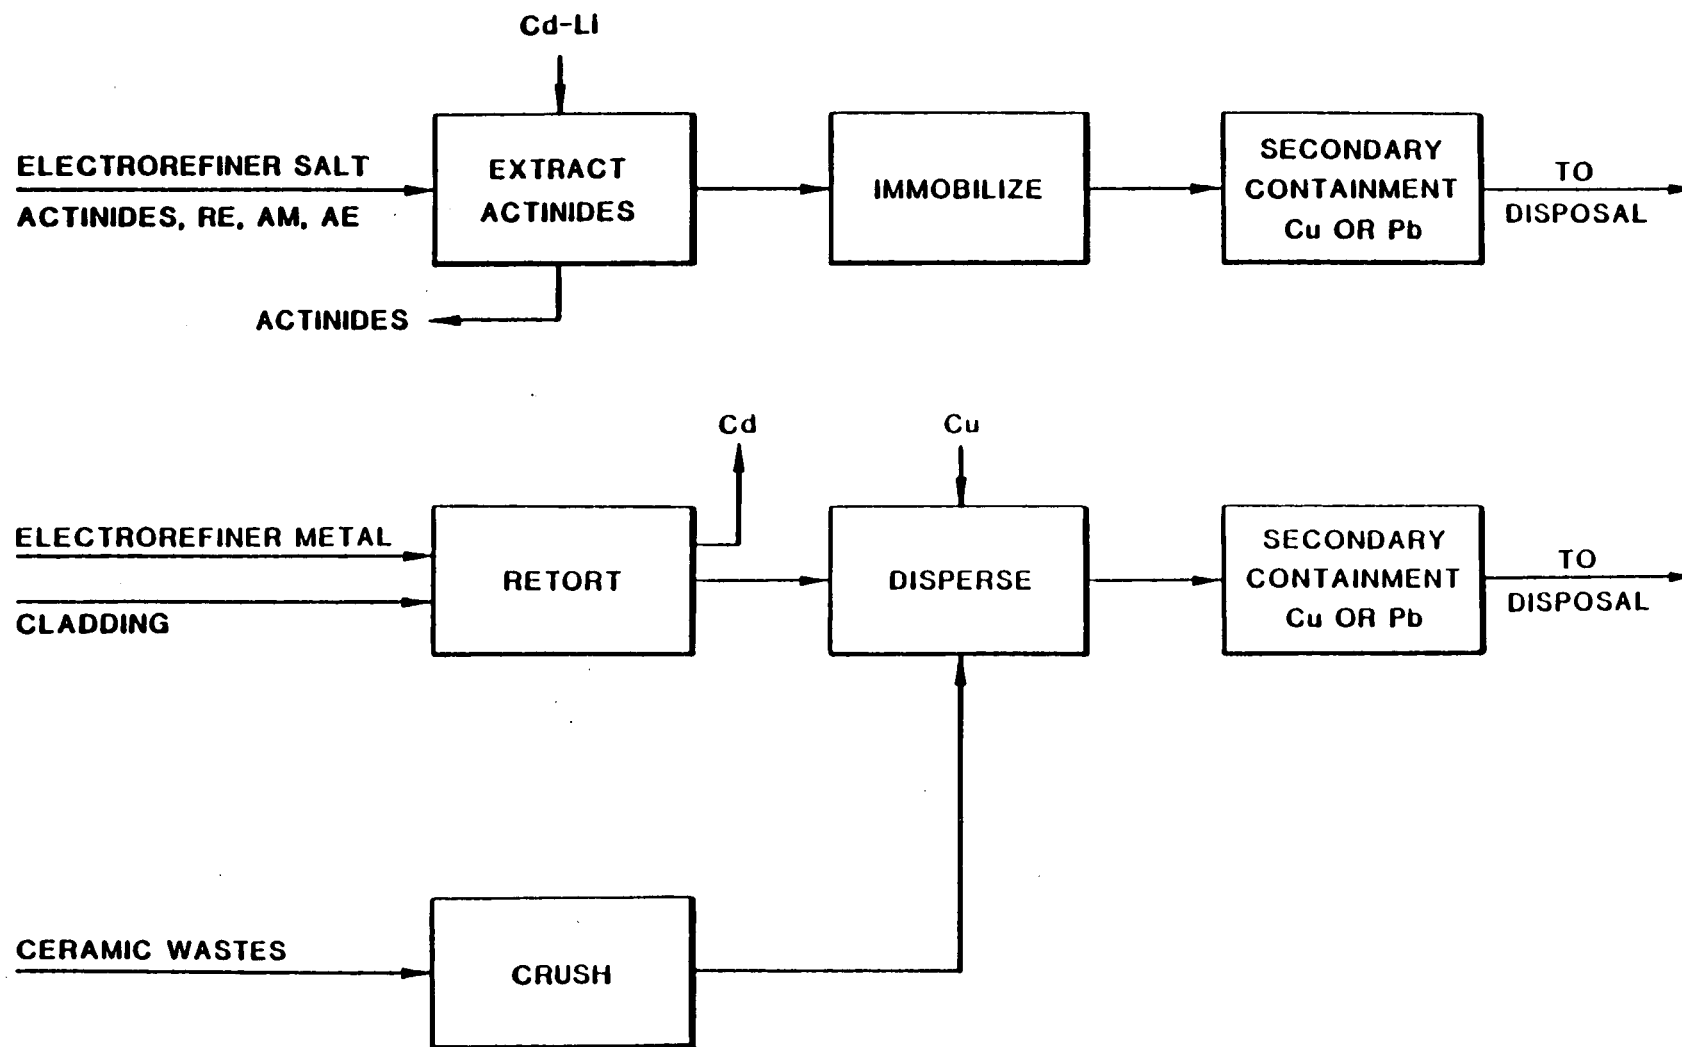 Cd-Li
ELECTROREFINER SALT
ACTINIDES, RE, AM, AE
EXTRACT
ACTINIDES
IMMOBILIZE
SECONDARY
CONTAINMENT
Cu OR Pb
TO
DISPOSAL
ACTINIDES
Cd
Cu
ELECTROREFINER METAL
CLADDING
RETORT
DISPERSE
SECONDARY
CONTAINMENT
Cu OR Pb
TO
DISPOSAL
CERAMIC WASTES
CRUSH